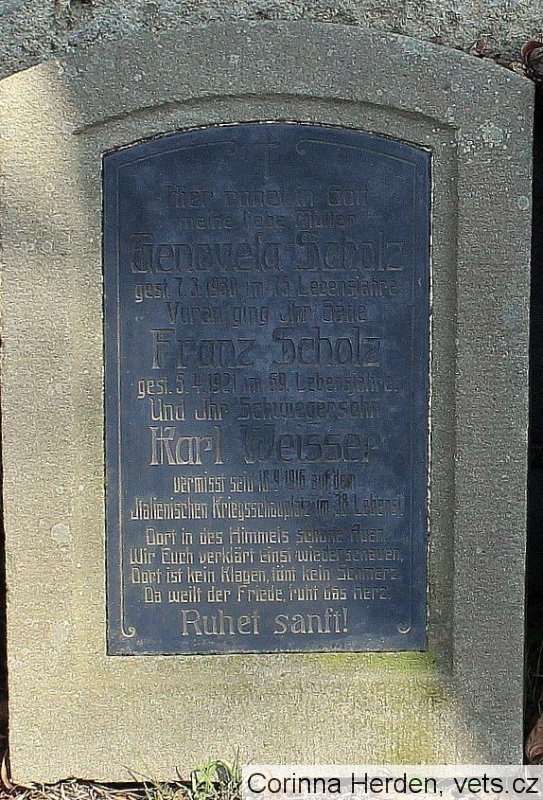 Hier ruhet in Gott
meine liebe Mutter
Genovefa Scholz
gest. 7.3.1930 im 75. Lebensjahre.
Voran ging Ihr Gatte
Franz Scholz
gest. 5.4.1921 im 69. Lebensjahre.
Und Ihr Schwiegersohn
Karl Weisser
vermisst seid 16.9.1916 auf dem
Italienischen Kriegsschauplatz im 38. Lebensj.
Dort in des Himmels schöne Auen,
Wir Euch verklärt einst wiederschauen,
Dort ist kein Klagen, tönt kein Schmerz.
Da weilt der Friede, ruht das Herz.
Ruhet sanft!
Corinna Herden, vets.cz